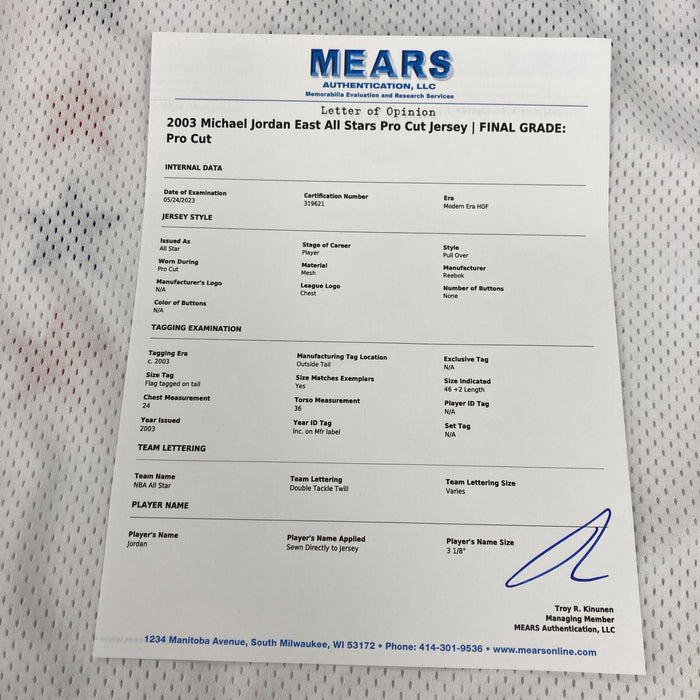 MEARS
AUTHENTICATION, LLC
Memorabilia Evaluation and Research Services
Letter of Opinion
2003 Michael Jordan East All Stars Pro Cut Jersey | FINAL GRADE:
Pro Cut
INTERNAL DATA
Date of Examination Certification Number Era
05/24/2023 319621 Modern Era HOF
JERSEY STYLE
Issued As Stage of Career Style
All Star Player Pull Over
Worn During Material Manufacturer
Pro Cut Mesh Reebok
Manufacturer's Logo League Logo Number of Buttons
N/A Chest None
Color of Buttons
N/A
TAGGING EXAMINATION
Tagging Era Manufacturing Tag Location Exclusive Tag
c. 2003 Outside Tail N/A
Size Tag Size Matches Exemplars Size Indicated
Flag tagged on tail Yes 46 +2 Length
Chest Measurement Torso Measurement Player ID Tag
24 36 N/A
Year Issued Year ID Tag Set Tag
2003 Inc. on Mfr label N/A
TEAM LETTERING
Team Name Team Lettering Team Lettering Size
NBA All Star Double Tackle Twill Varies
PLAYER NAME
Player's Name Player's Name Applied Player's Name Size
Jordan Sewn Directly to Jersey 3 1/8"
Troy R. Kinunen
Managing Member
MEARS Authentication, LLC
1234 Manitoba Avenue, South Milwaukee, WI 53172 • Phone: 414-301-9536 • www.mearsonline.com